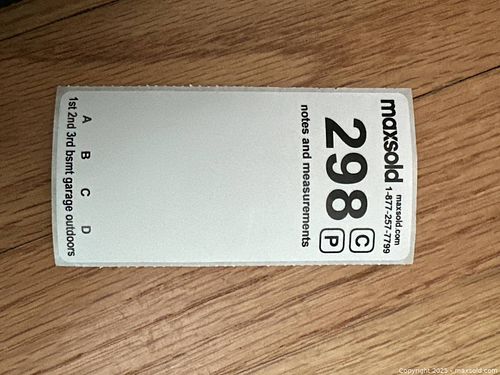 maxsold maxsold.com
1-877-257-7799
298 C P
notes and measurements
A B C D
1st 2nd 3rd bsmt garage outdoors
Copyright 2025 - maxsold.com